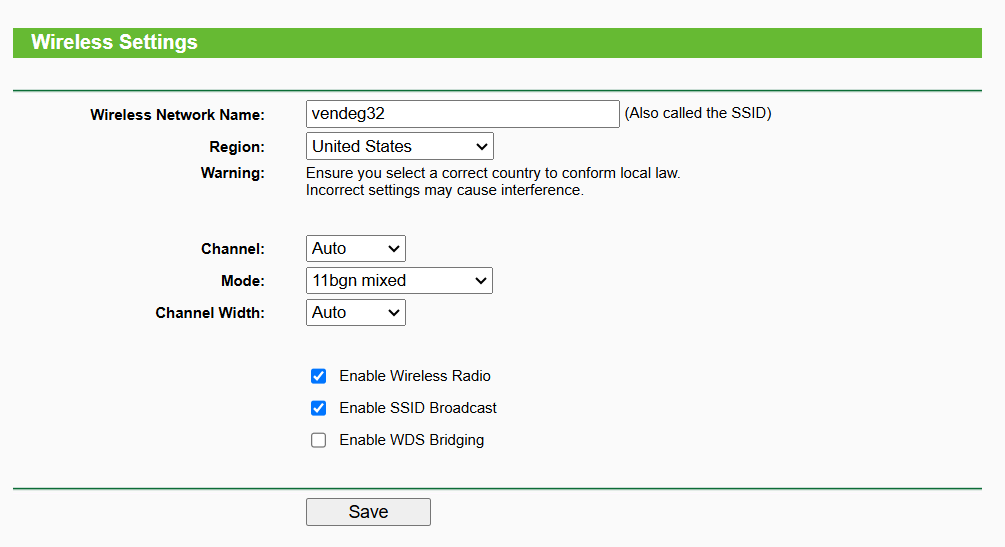 Wireless Settings
Wireless Network Name: vendeg32 (Also called the SSID)
Region: United States
Warning: Ensure you select a correct country to conform local law.
Incorrect settings may cause interference.
Channel: Auto
Mode: 11bgn mixed
Channel Width: Auto
Enable Wireless Radio
Enable SSID Broadcast
Enable WDS Bridging
Save